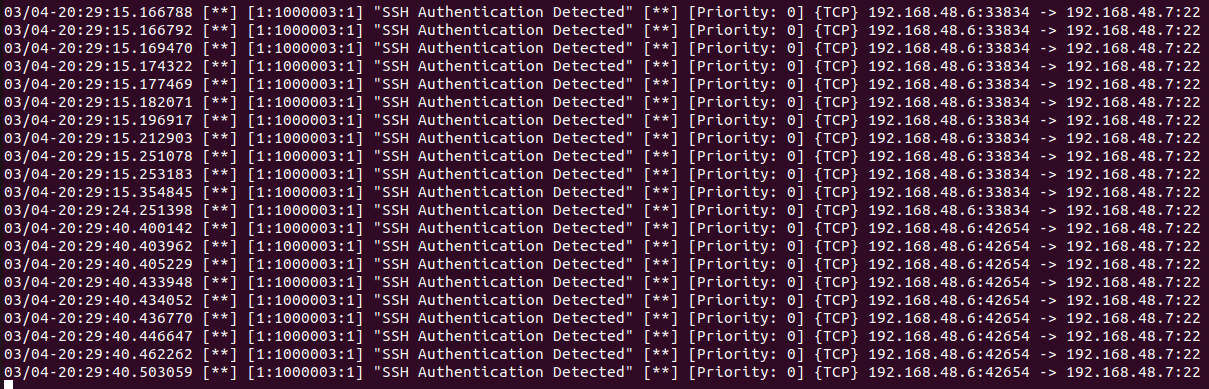 03/04-20:29:15.166788 [**] [1:1000003:1] "SSH Authentication Detected" [**] [Priority: 0] {TCP} 192.168.48.6:33834 -> 192.168.48.7:22
03/04-20:29:15.166792 [**] [1:1000003:1] "SSH Authentication Detected" [**] [Priority: 0] {TCP} 192.168.48.6:33834 -> 192.168.48.7:22
03/04-20:29:15.169470 [**] [1:1000003:1] "SSH Authentication Detected" [**] [Priority: 0] {TCP} 192.168.48.6:33834 -> 192.168.48.7:22
03/04-20:29:15.174322 [**] [1:1000003:1] "SSH Authentication Detected" [**] [Priority: 0] {TCP} 192.168.48.6:33834 -> 192.168.48.7:22
03/04-20:29:15.177469 [**] [1:1000003:1] "SSH Authentication Detected" [**] [Priority: 0] {TCP} 192.168.48.6:33834 -> 192.168.48.7:22
03/04-20:29:15.182071 [**] [1:1000003:1] "SSH Authentication Detected" [**] [Priority: 0] {TCP} 192.168.48.6:33834 -> 192.168.48.7:22
03/04-20:29:15.196917 [**] [1:1000003:1] "SSH Authentication Detected" [**] [Priority: 0] {TCP} 192.168.48.6:33834 -> 192.168.48.7:22
03/04-20:29:15.212903 [**] [1:1000003:1] "SSH Authentication Detected" [**] [Priority: 0] {TCP} 192.168.48.6:33834 -> 192.168.48.7:22
03/04-20:29:15.251078 [**] [1:1000003:1] "SSH Authentication Detected" [**] [Priority: 0] {TCP} 192.168.48.6:33834 -> 192.168.48.7:22
03/04-20:29:15.253183 [**] [1:1000003:1] "SSH Authentication Detected" [**] [Priority: 0] {TCP} 192.168.48.6:33834 -> 192.168.48.7:22
03/04-20:29:15.354845 [**] [1:1000003:1] "SSH Authentication Detected" [**] [Priority: 0] {TCP} 192.168.48.6:33834 -> 192.168.48.7:22
03/04-20:29:24.251398 [**] [1:1000003:1] "SSH Authentication Detected" [**] [Priority: 0] {TCP} 192.168.48.6:33834 -> 192.168.48.7:22
03/04-20:29:40.400142 [**] [1:1000003:1] "SSH Authentication Detected" [**] [Priority: 0] {TCP} 192.168.48.6:42654 -> 192.168.48.7:22
03/04-20:29:40.403962 [**] [1:1000003:1] "SSH Authentication Detected" [**] [Priority: 0] {TCP} 192.168.48.6:42654 -> 192.168.48.7:22
03/04-20:29:40.405229 [**] [1:1000003:1] "SSH Authentication Detected" [**] [Priority: 0] {TCP} 192.168.48.6:42654 -> 192.168.48.7:22
03/04-20:29:40.433948 [**] [1:1000003:1] "SSH Authentication Detected" [**] [Priority: 0] {TCP} 192.168.48.6:42654 -> 192.168.48.7:22
03/04-20:29:40.434052 [**] [1:1000003:1] "SSH Authentication Detected" [**] [Priority: 0] {TCP} 192.168.48.6:42654 -> 192.168.48.7:22
03/04-20:29:40.436770 [**] [1:1000003:1] "SSH Authentication Detected" [**] [Priority: 0] {TCP} 192.168.48.6:42654 -> 192.168.48.7:22
03/04-20:29:40.446647 [**] [1:1000003:1] "SSH Authentication Detected" [**] [Priority: 0] {TCP} 192.168.48.6:42654 -> 192.168.48.7:22
03/04-20:29:40.462262 [**] [1:1000003:1] "SSH Authentication Detected" [**] [Priority: 0] {TCP} 192.168.48.6:42654 -> 192.168.48.7:22
03/04-20:29:40.503059 [**] [1:1000003:1] "SSH Authentication Detected" [**] [Priority: 0] {TCP} 192.168.48.6:42654 -> 192.168.48.7:22